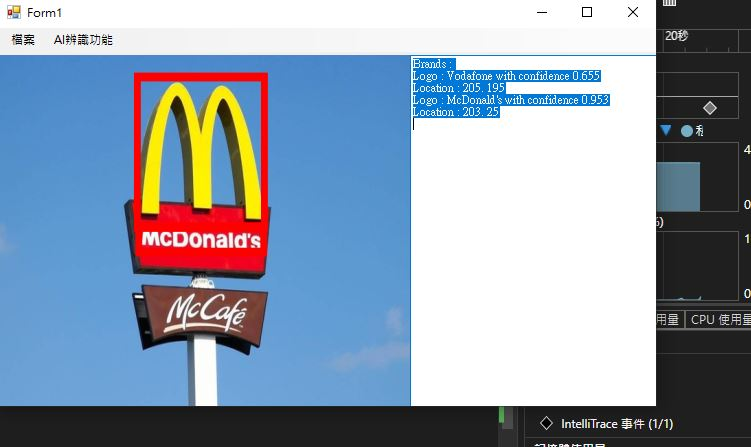 Form1
檔案 AI辨識功能
20秒
Brands :
Logo : Vodafone with confidence 0.655
Location : 205. 195
Logo : McDonald's with confidence 0.953
Location : 203. 25
McDonald's
McCafé
4
0
%)
1
0
用量 CPU 使用量
IntelliTrace 事件 (1/1)